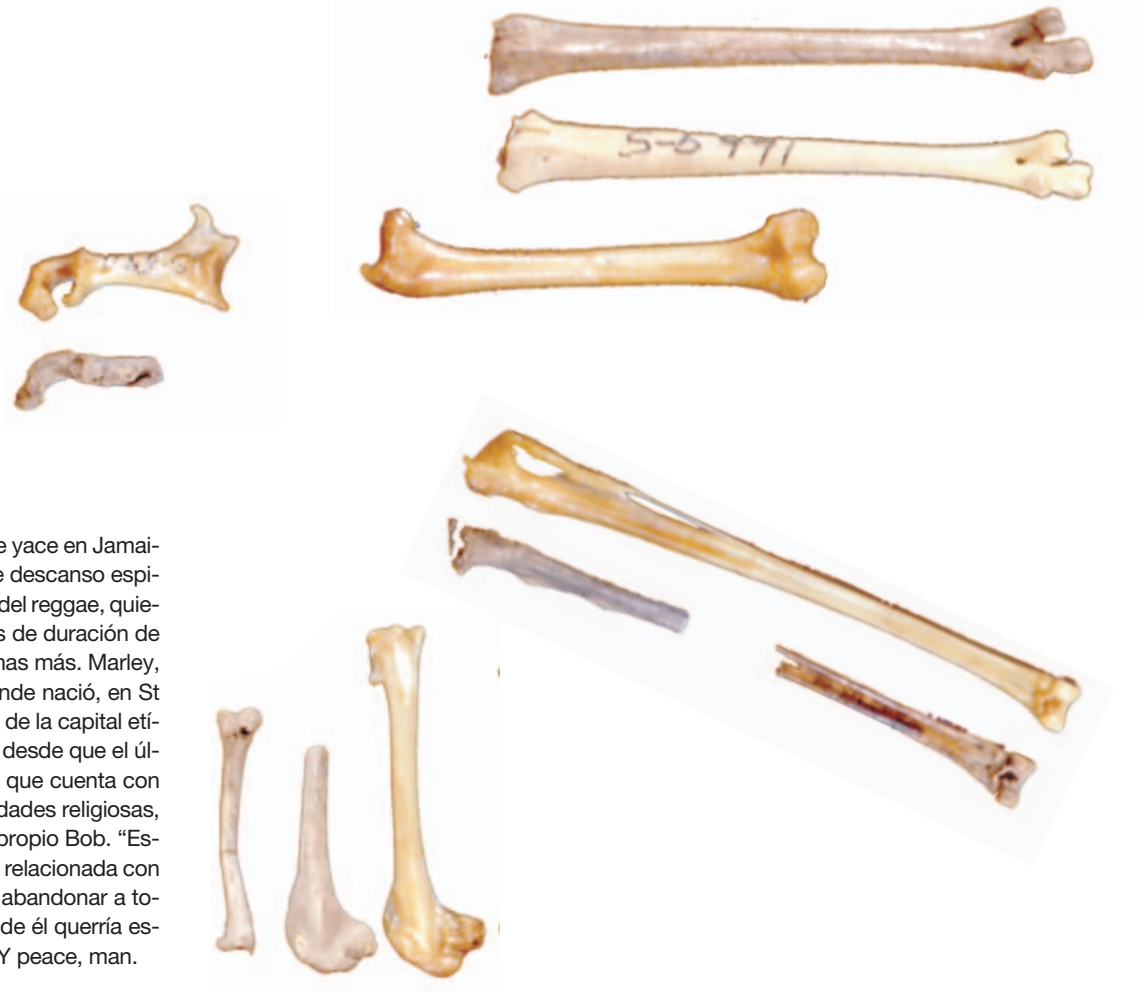 e yace en Jamai-
e descanso espi-
del reggae, quie-
s de duración de
nas más. Marley,
nde nació, en St
de la capital etí-
desde que el úl-
que cuenta con
dades religiosas,
propio Bob. “Es-
relacionada con
abandonar a to-
de él querría es-
Y peace, man.